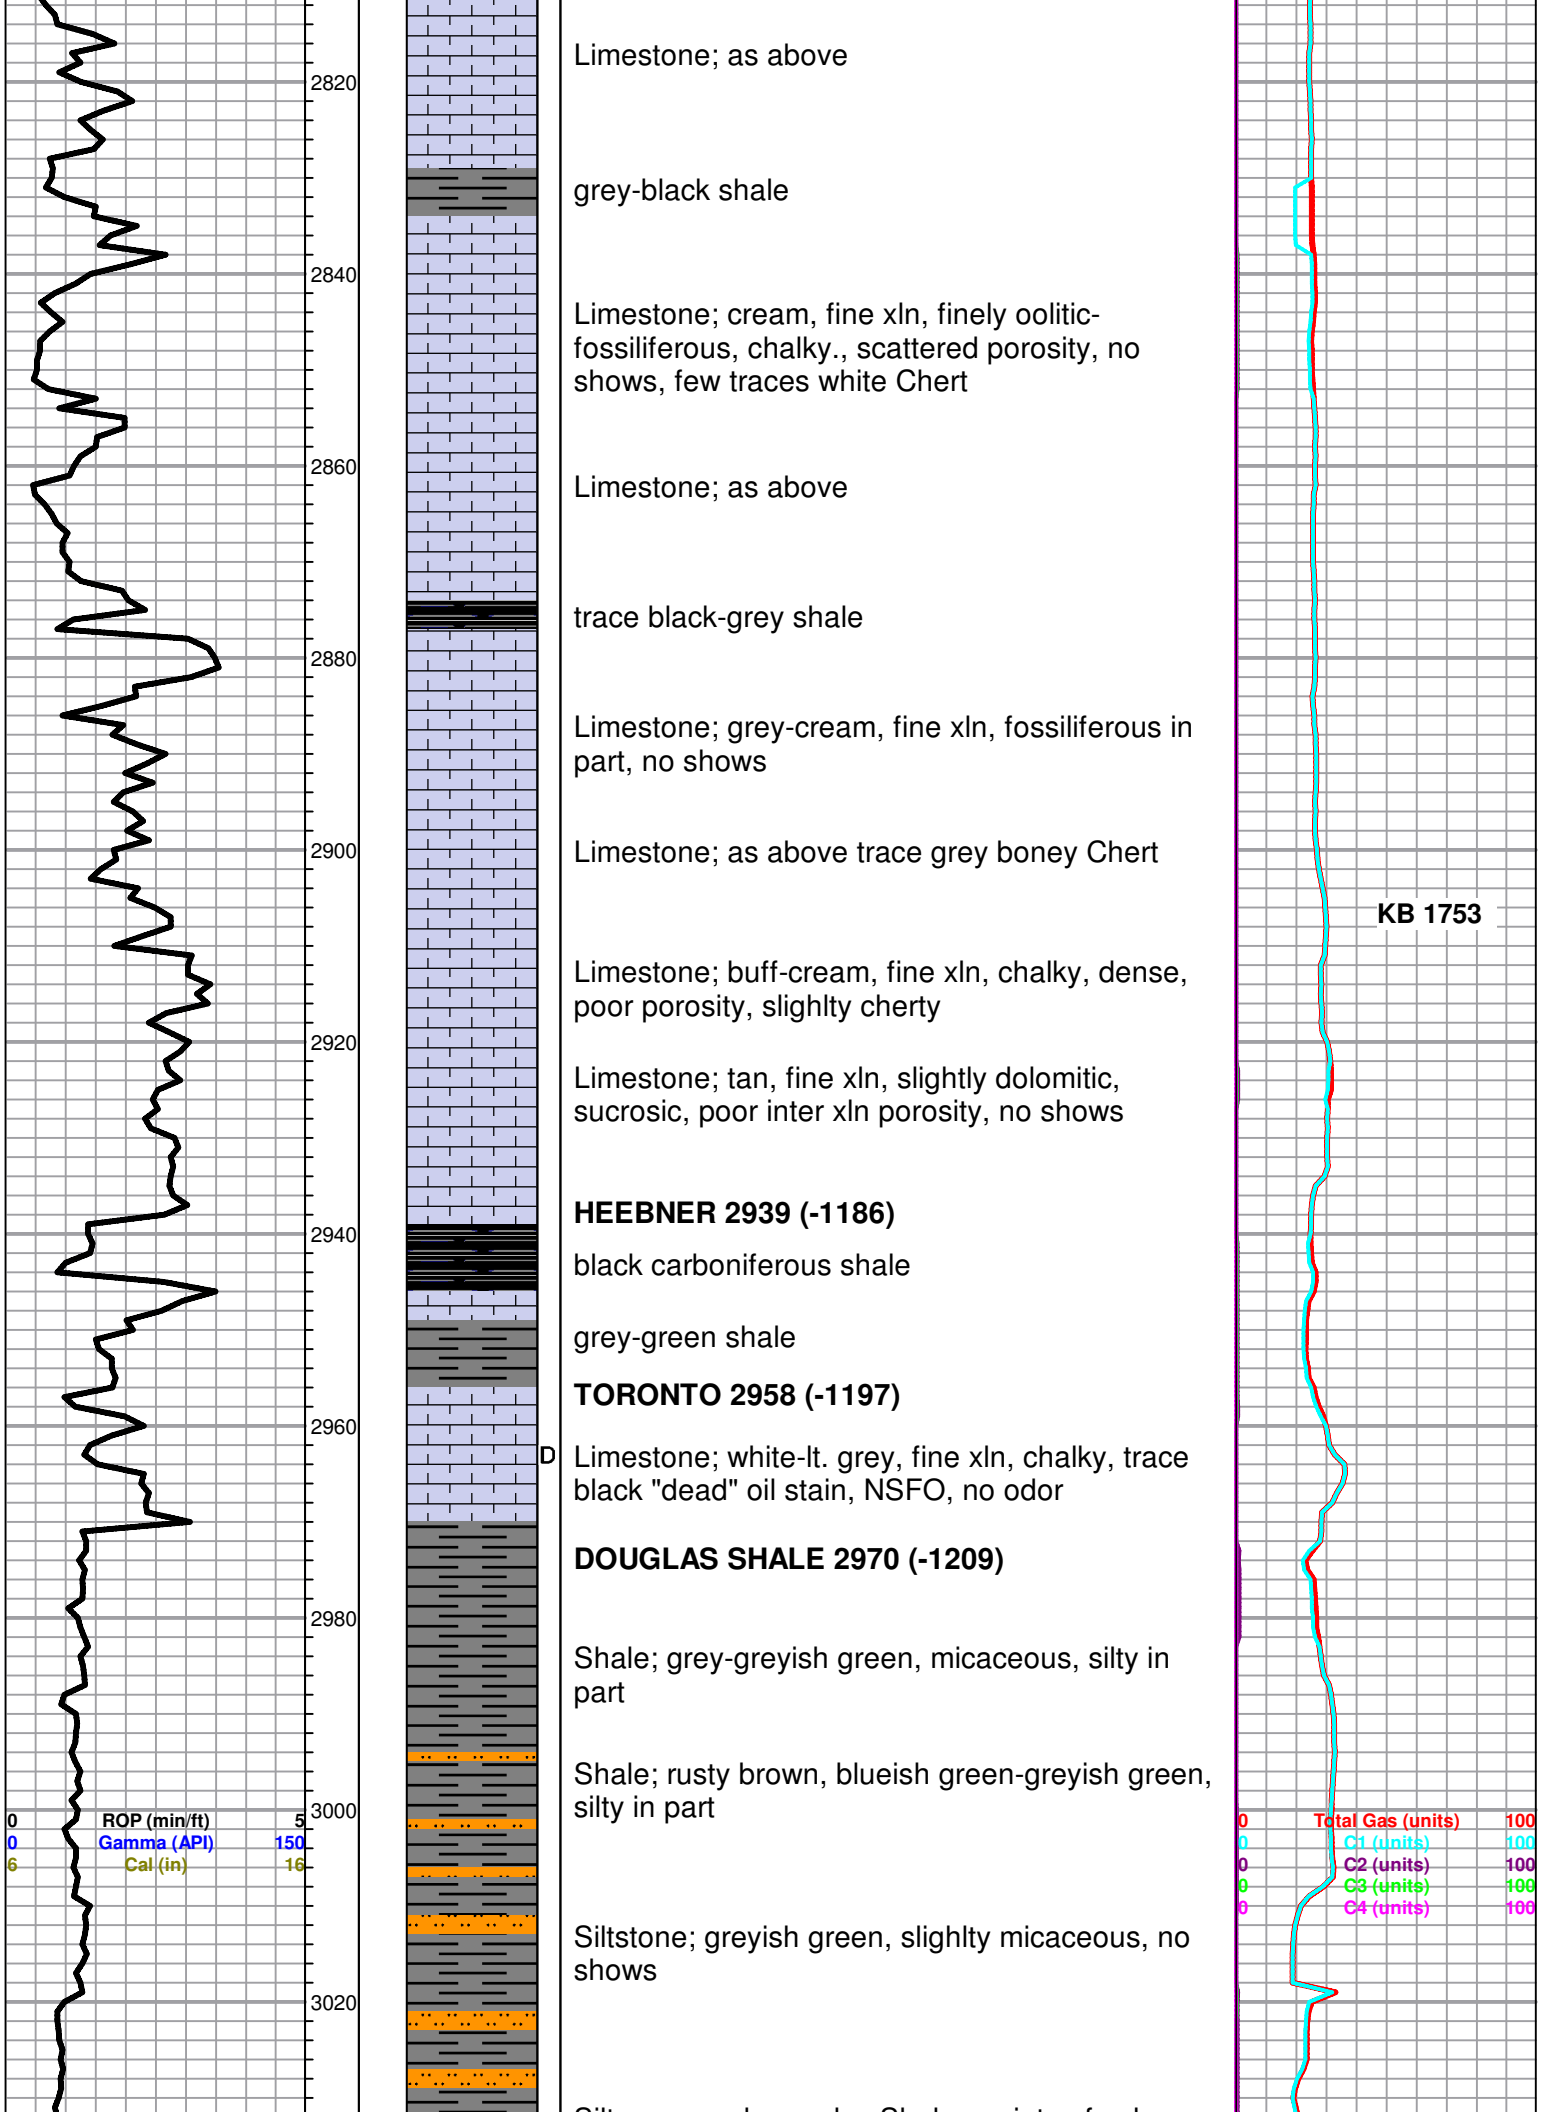 Limestone; as above
2820
grey-black shale
2840
Limestone; cream, fine xln, finely oolitic-
fossiliferous, chalky., scattered porosity, no
shows, few traces white Chert
2860
Limestone; as above
trace black-grey shale
2880
Limestone; grey-cream, fine xln, fossiliferous in
part, no shows
2900
Limestone; as above trace grey boney Chert
KB 1753
Limestone; buff-cream, fine xln, chalky, dense,
poor porosity, slighlty cherty
2920
Limestone; tan, fine xln, slightly dolomitic,
sucrosic, poor inter xln porosity, no shows
HEEBNER 2939 (-1186)
2940
black carboniferous shale
grey-green shale
TORONTO 2958 (-1197)
2960
D
Limestone; white-lt. grey, fine xln, chalky, trace
black "dead" oil stain, NSFO, no odor
DOUGLAS SHALE 2970 (-1209)
2980
Shale; grey-greyish green, micaceous, silty in
part
Shale; rusty brown, blueish green-greyish green,
silty in part
3000
0 ROP (min/ft) 5
0 Gamma (API) 150
6 Cal (in) 16
0 Total Gas (units) 100
0 C1 (units) 100
0 C2 (units) 100
0 C3 (units) 100
0 C4 (units) 100
Siltstone; greyish green, slighlty micaceous, no
shows
3020